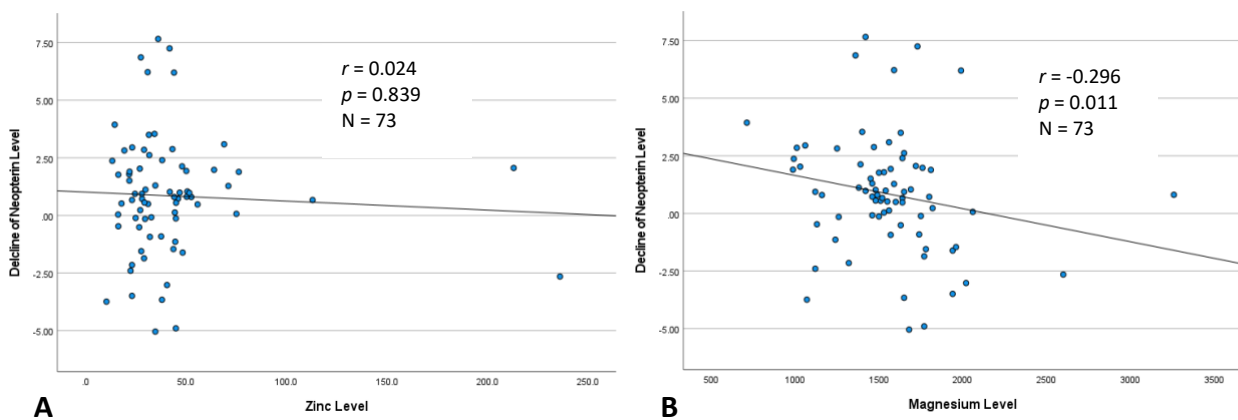 Delcline of Neopterin Level
7.50
5.00
2.50
.00
-2.50
-5.00
r = 0.024
p = 0.839
N = 73
.0
50.0
100.0
150.0
200.0
250.0
Zinc Level
A
Decline of Neopterin Level
7.50
5.00
2.50
.00
-2.50
-5.00
r = -0.296
p = 0.011
N = 73
500
1000
1500
2000
2500
3000
3500
Magnesium Level
B